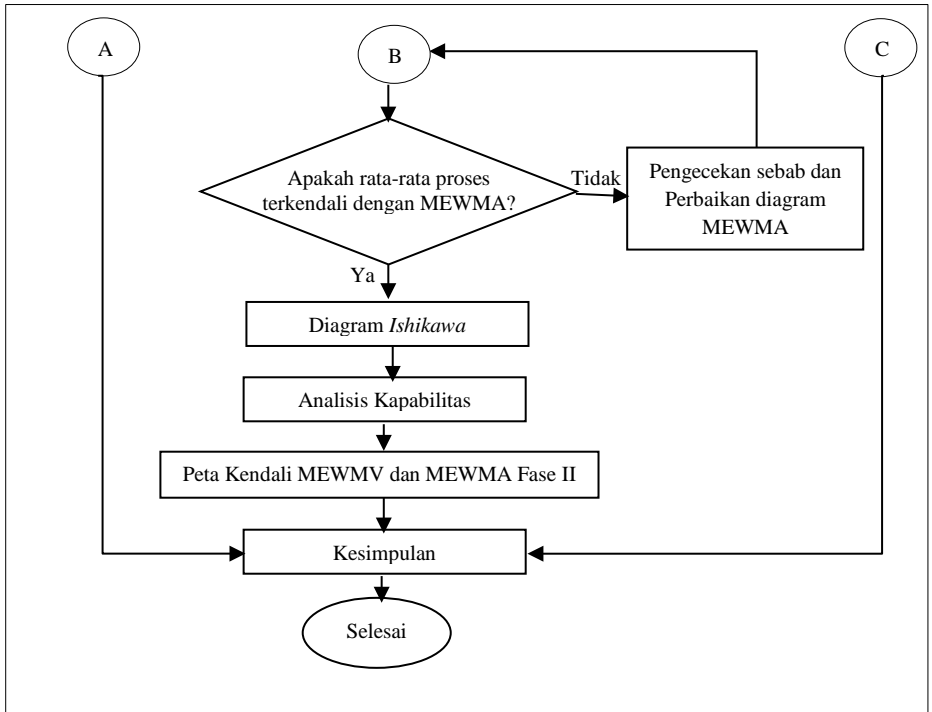 A
B
C
Apakah rata-rata proses
terkendali dengan MEWMA?
Tidak
Pengecekan sebab dan
Perbaikan diagram
MEWMA
Ya
Diagram Ishikawa
Analisis Kapabilitas
Peta Kendali MEWMV dan MEWMA Fase II
Kesimpulan
Selesai